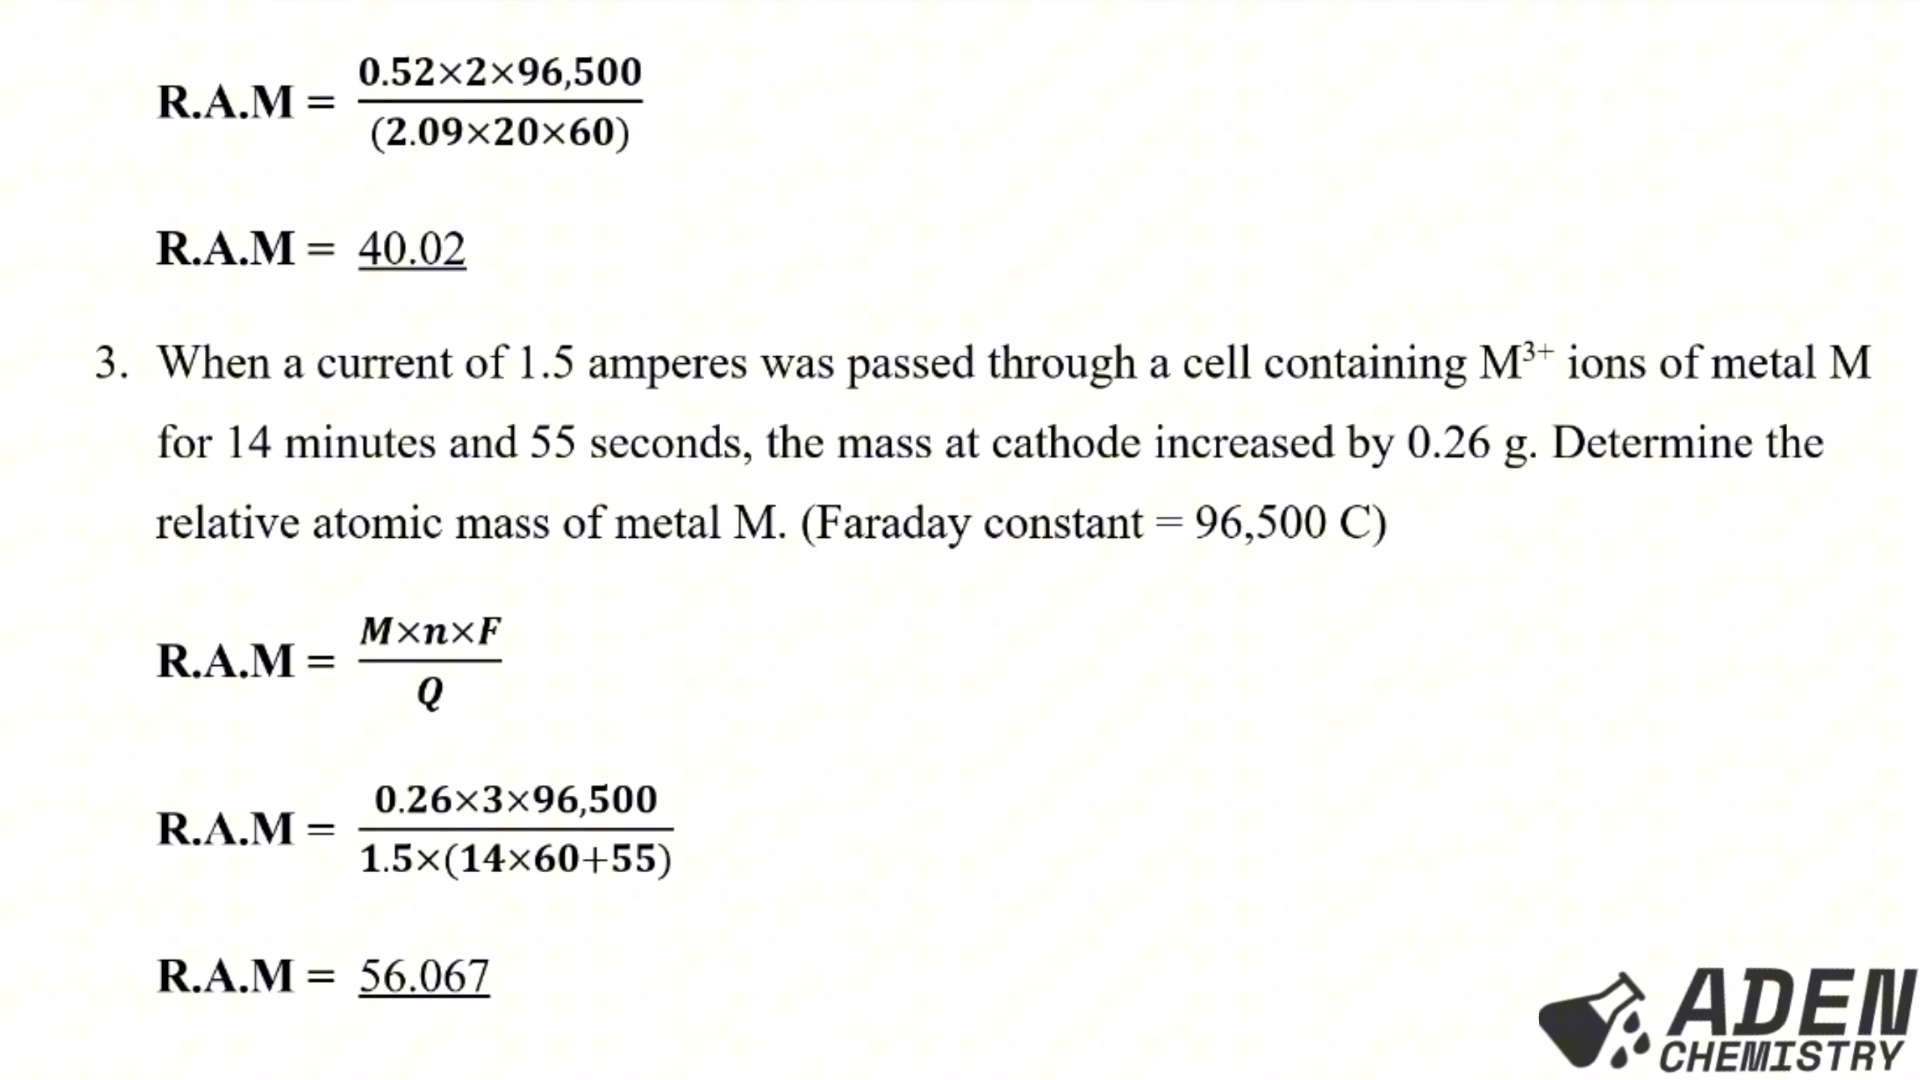 R.A.M = 0.52×2×96,500
(2.09×20×60)
R.A.M = 40.02
3. When a current of 1.5 amperes was passed through a cell containing M³⁺ ions of metal M
for 14 minutes and 55 seconds, the mass at cathode increased by 0.26 g. Determine the
relative atomic mass of metal M. (Faraday constant = 96,500 C)
R.A.M = M×n×F
Q
R.A.M = 0.26×3×96,500
1.5×(14×60+55)
R.A.M = 56.067
ADEN
CHEMISTRY